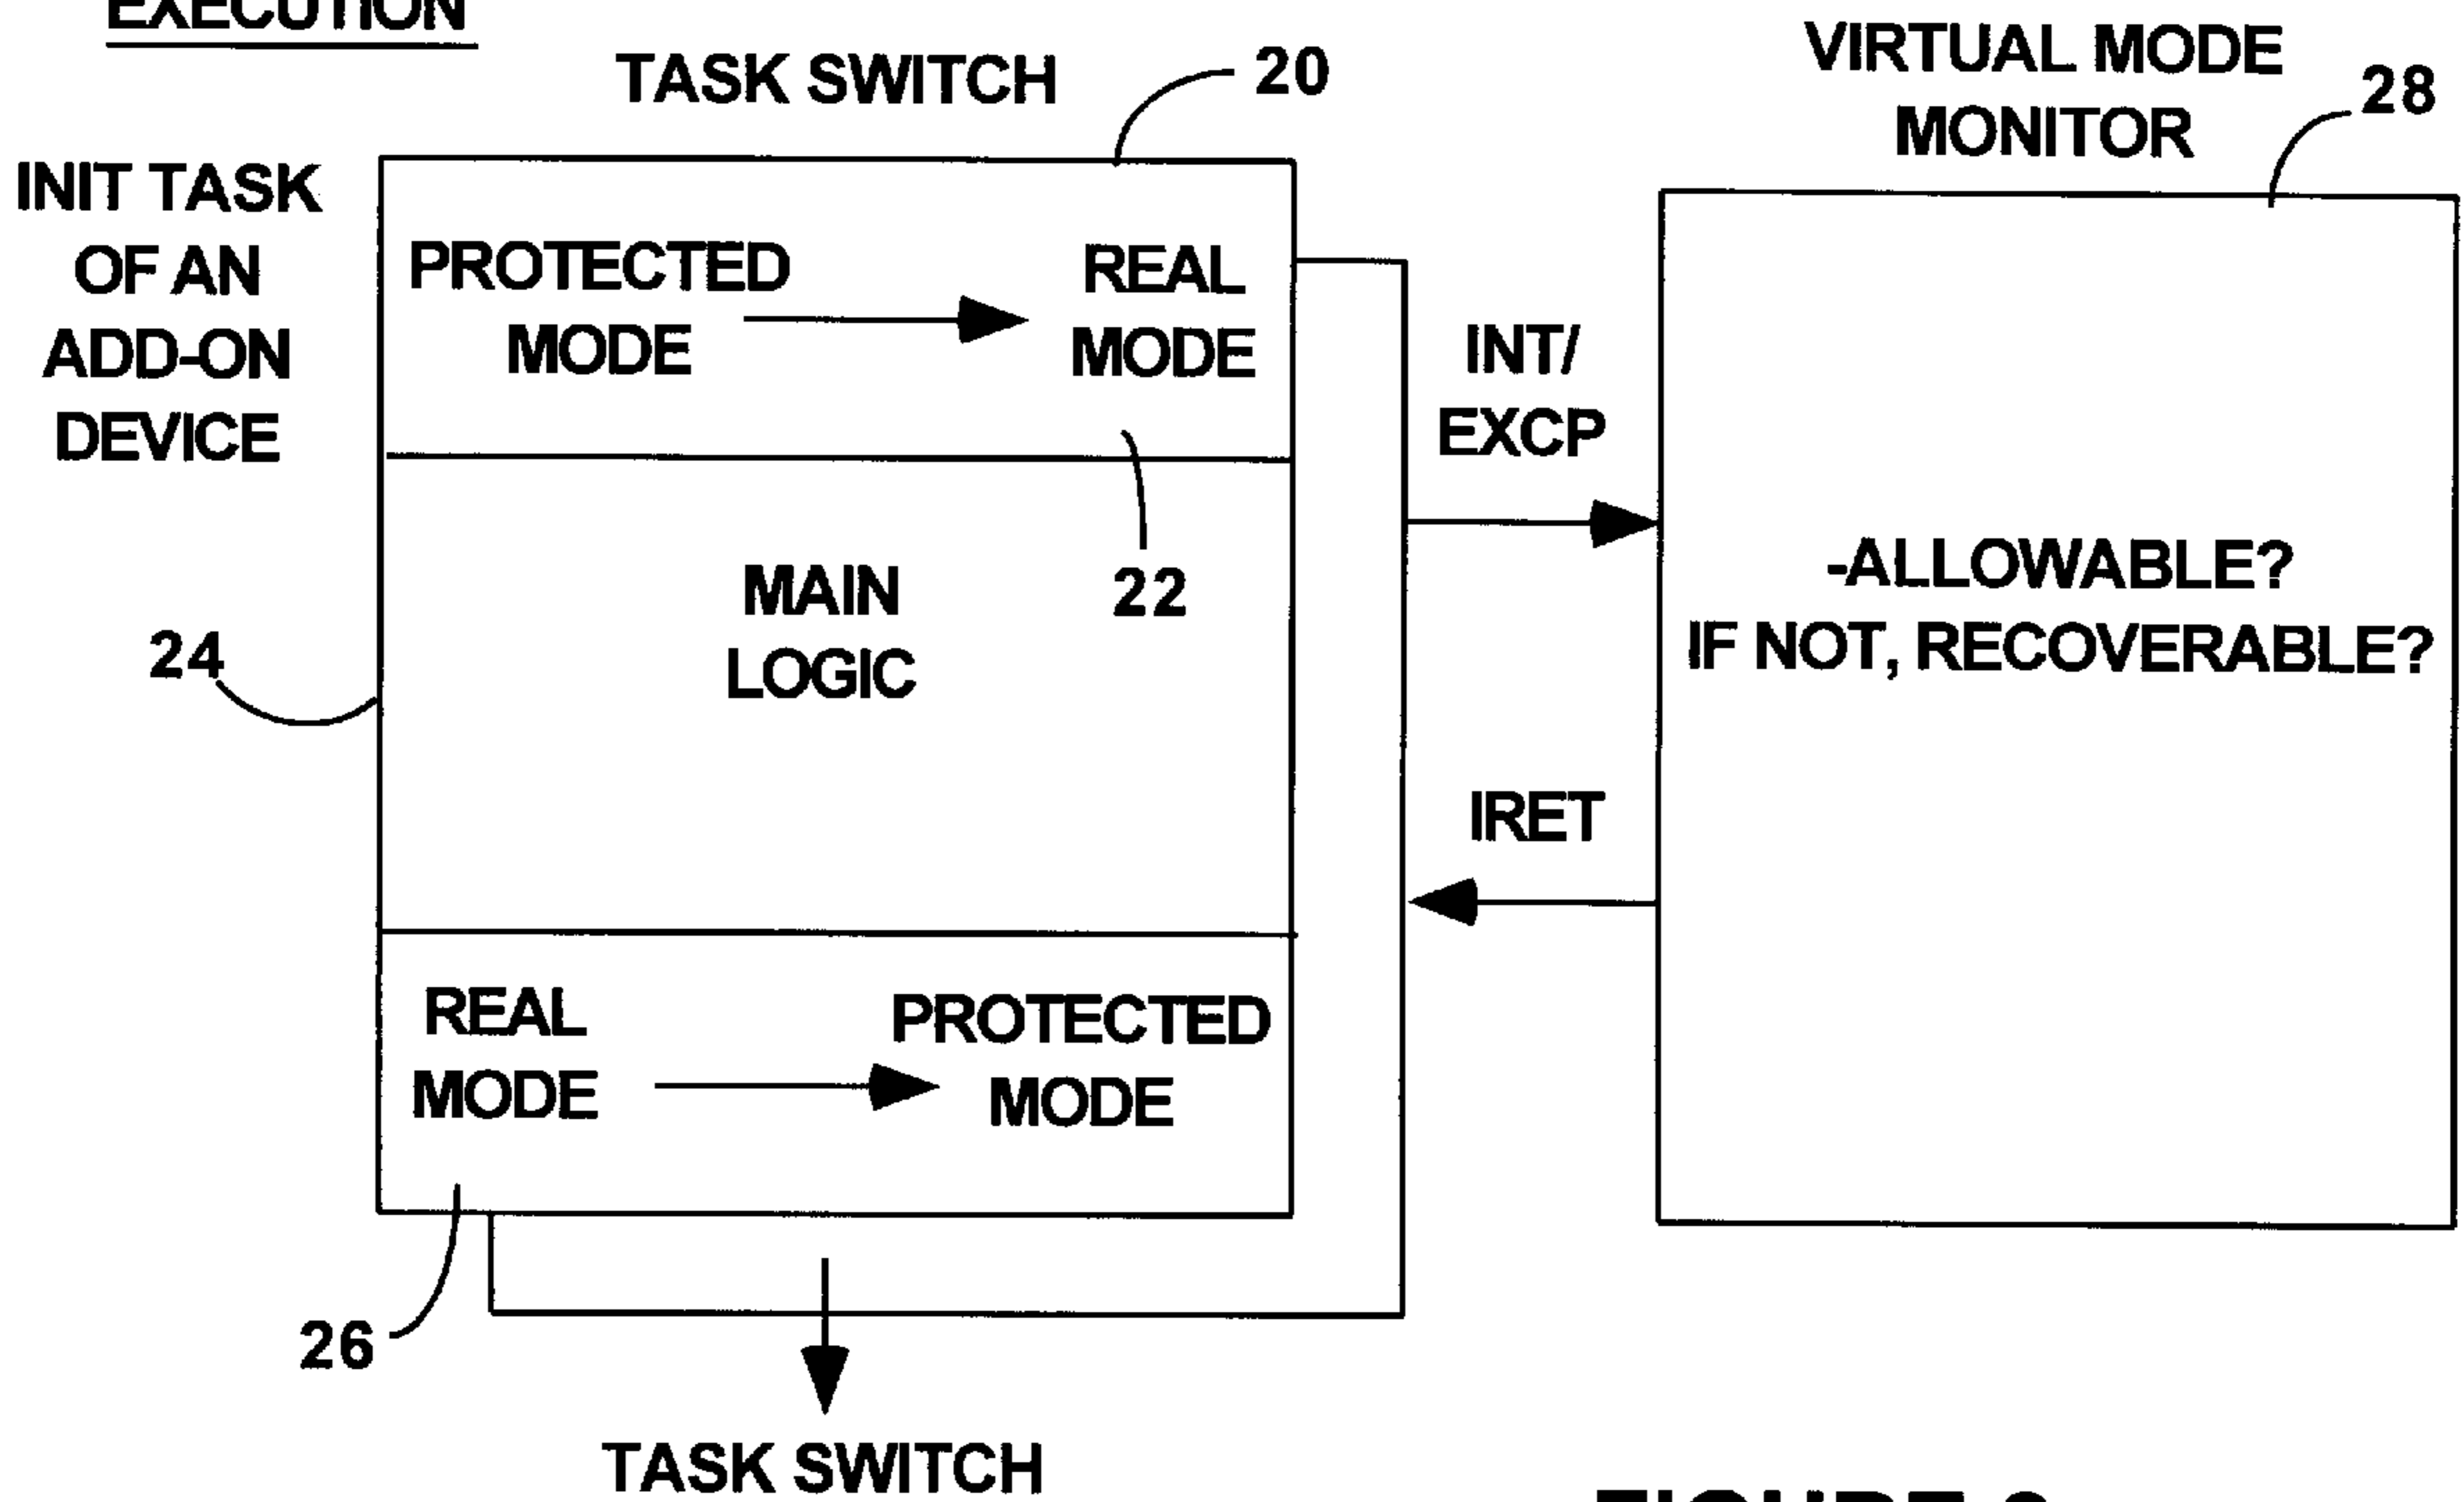 EXECUTION
TASK SWITCH
20
VIRTUAL MODE
MONITOR
28
INIT TASK
OF AN
ADD-ON
DEVICE
PROTECTED
MODE
REAL
MODE
22
INT/
EXCP
MAIN
LOGIC
24
-ALLOWABLE?
IF NOT, RECOVERABLE?
IRET
REAL
MODE
PROTECTED
MODE
26
TASK SWITCH
FIGURE